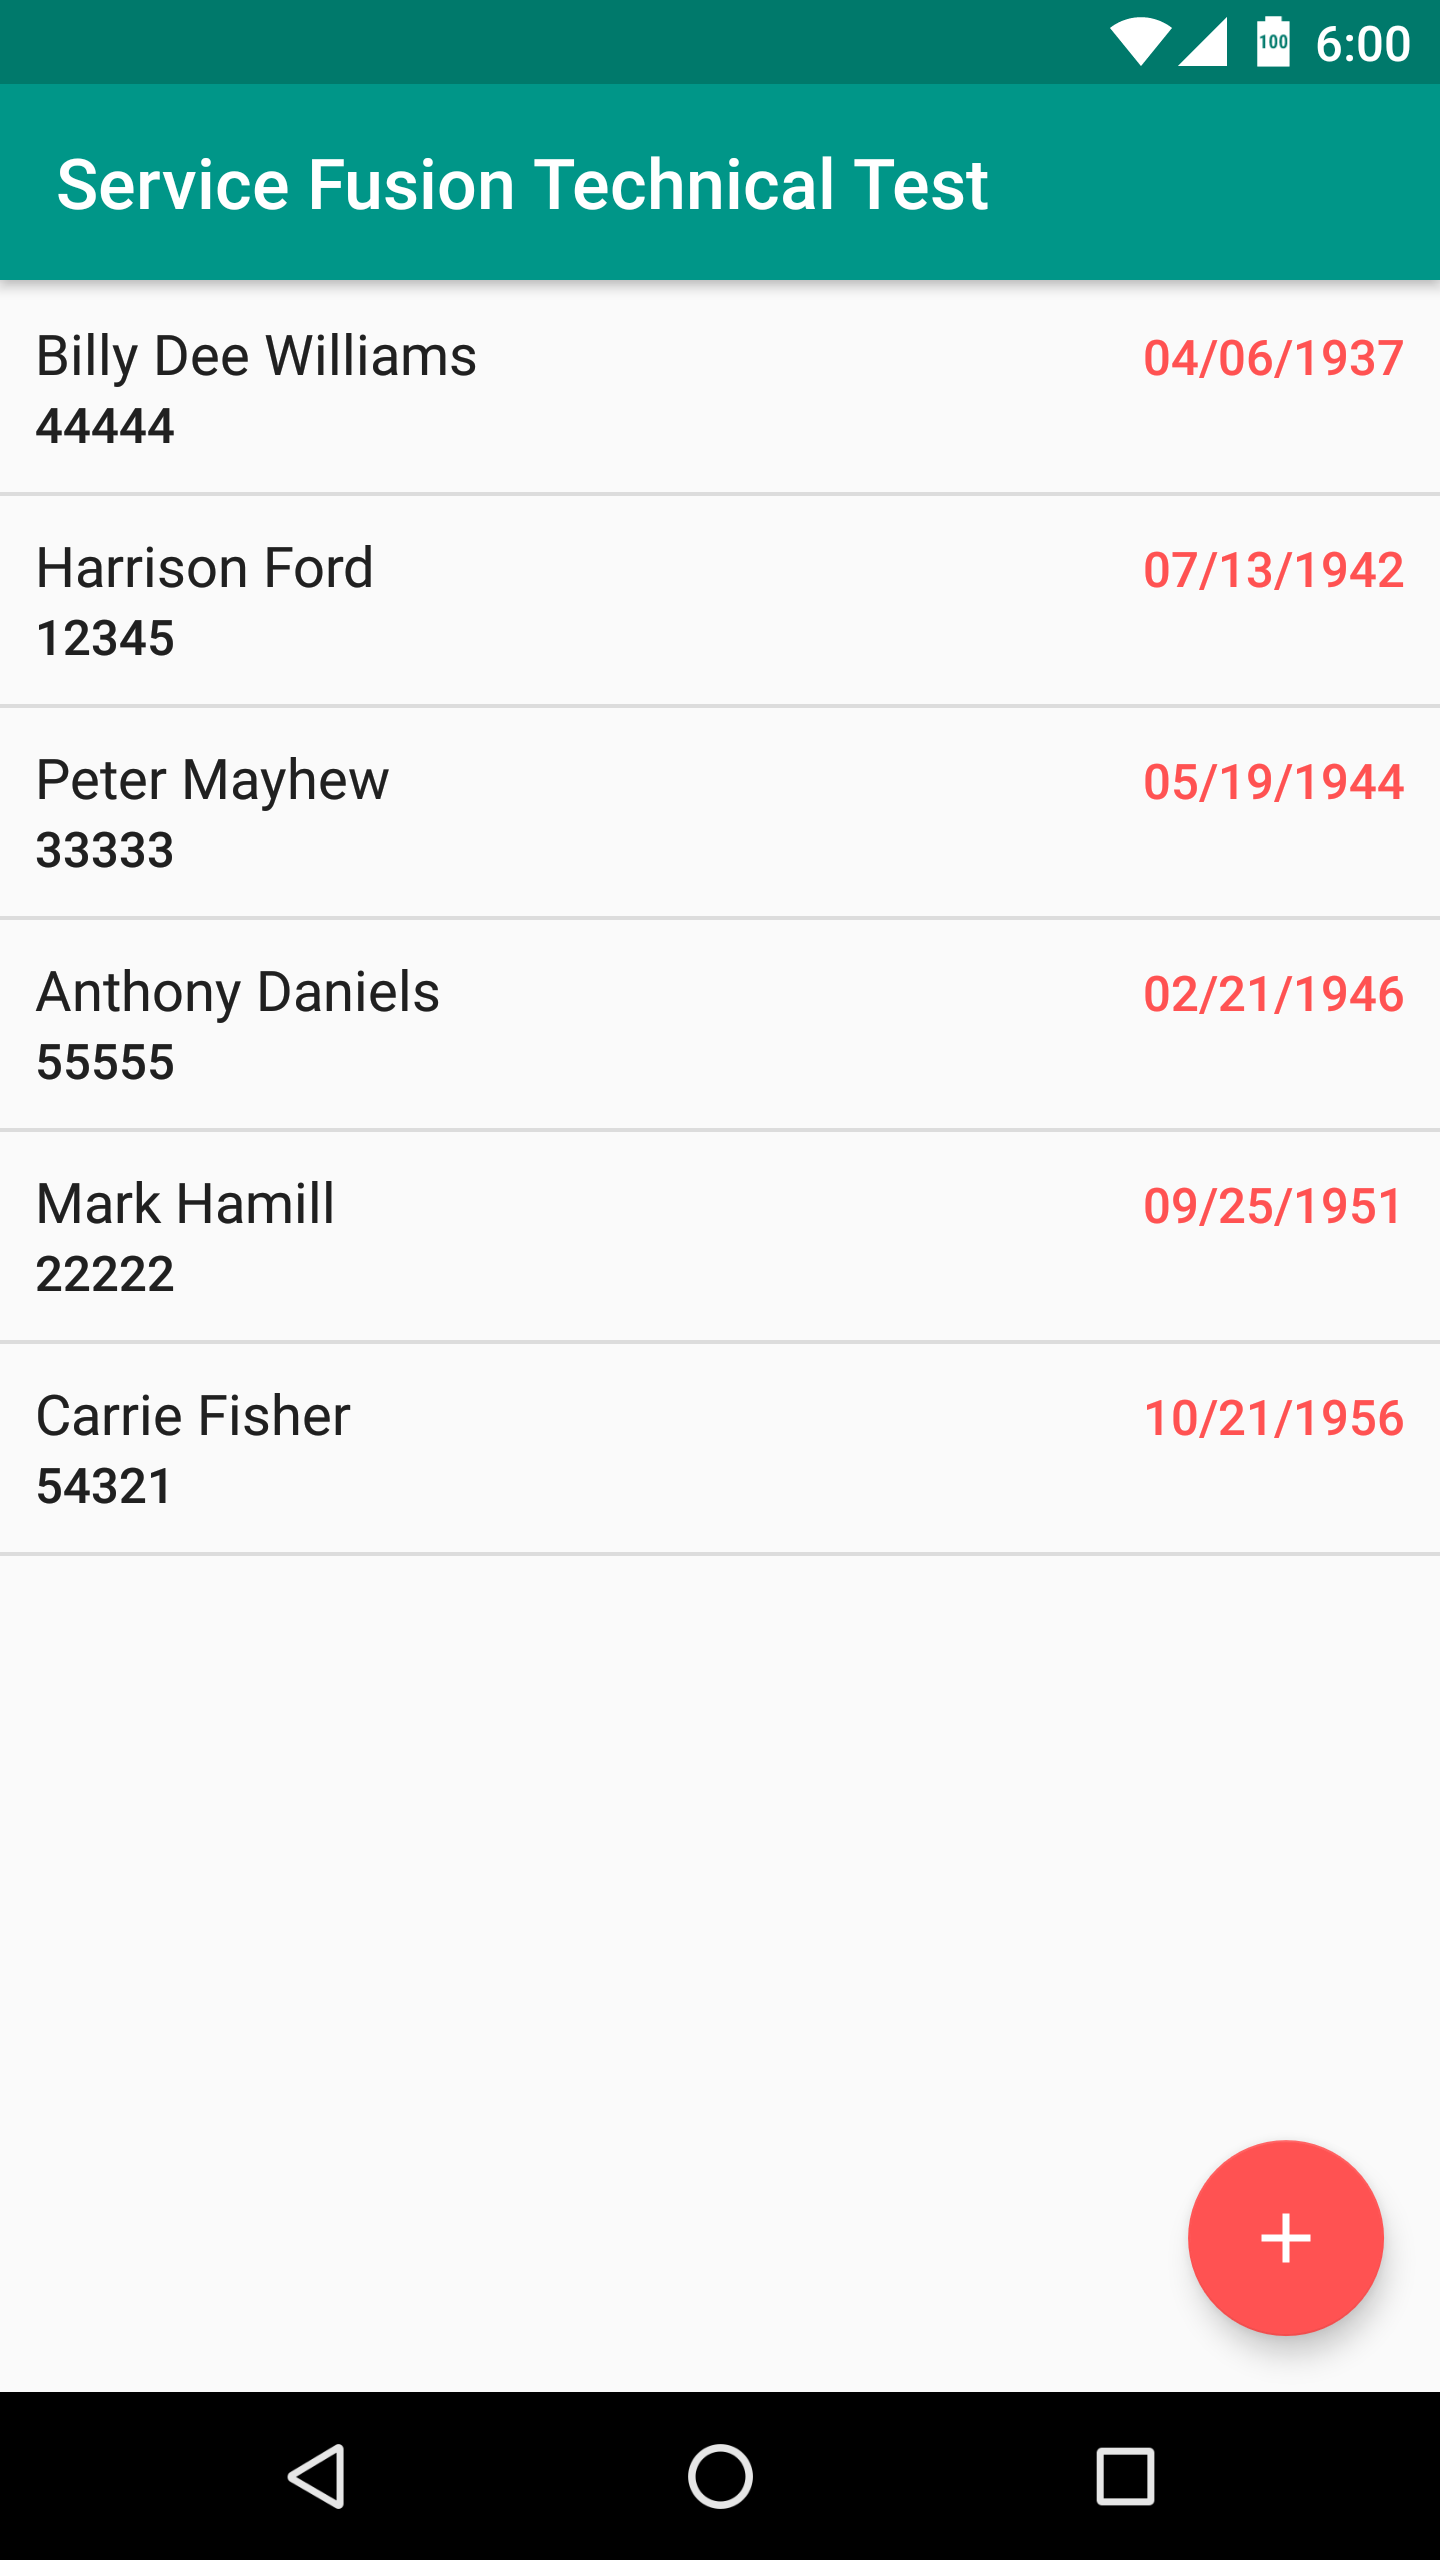 100 6:00
Service Fusion Technical Test
Billy Dee Williams 04/06/1937
44444
Harrison Ford 07/13/1942
12345
Peter Mayhew 05/19/1944
33333
Anthony Daniels 02/21/1946
55555
Mark Hamill 09/25/1951
22222
Carrie Fisher 10/21/1956
54321